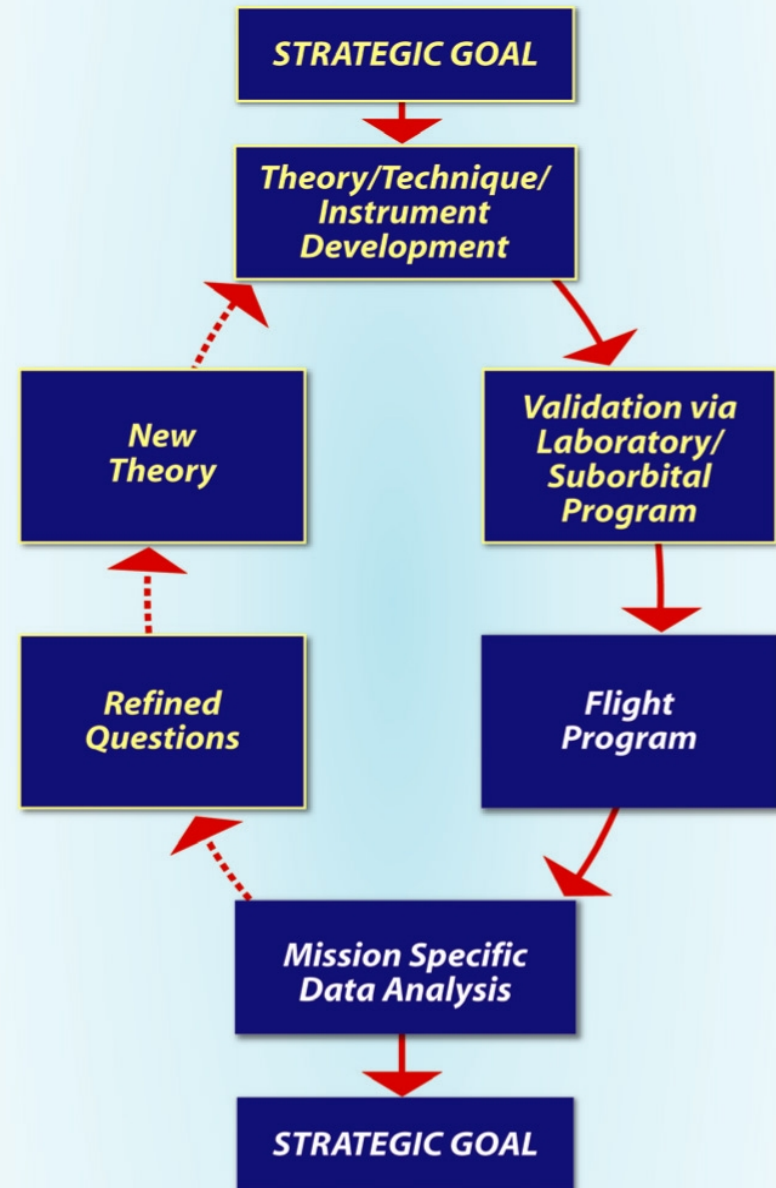 STRATEGIC GOAL
Theory/Technique/
Instrument
Development
Validation via
Laboratory/
Suborbital
Program
New
Theory
Refined
Questions
Flight
Program
Mission Specific
Data Analysis
STRATEGIC GOAL